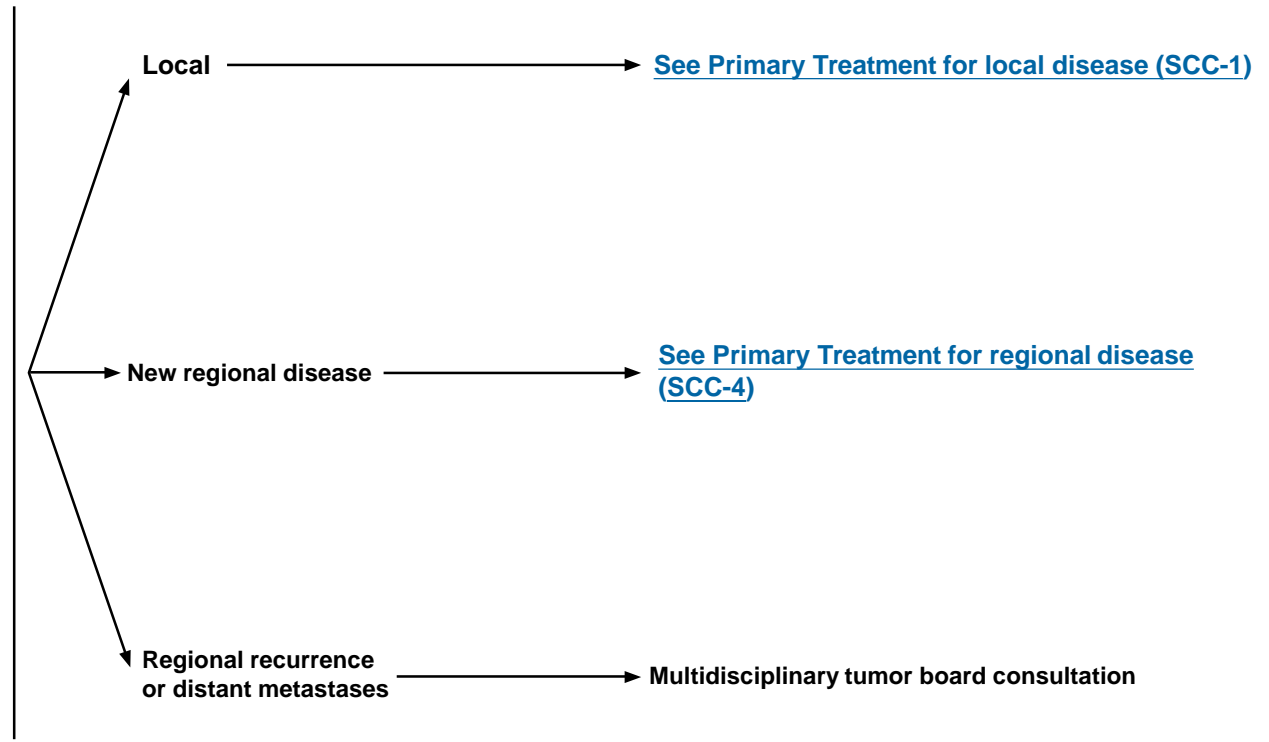 Local
See Primary Treatment for local disease (SCC-1)
New regional disease
See Primary Treatment for regional disease
(SCC-4)
Regional recurrence
or distant metastases
Multidisciplinary tumor board consultation